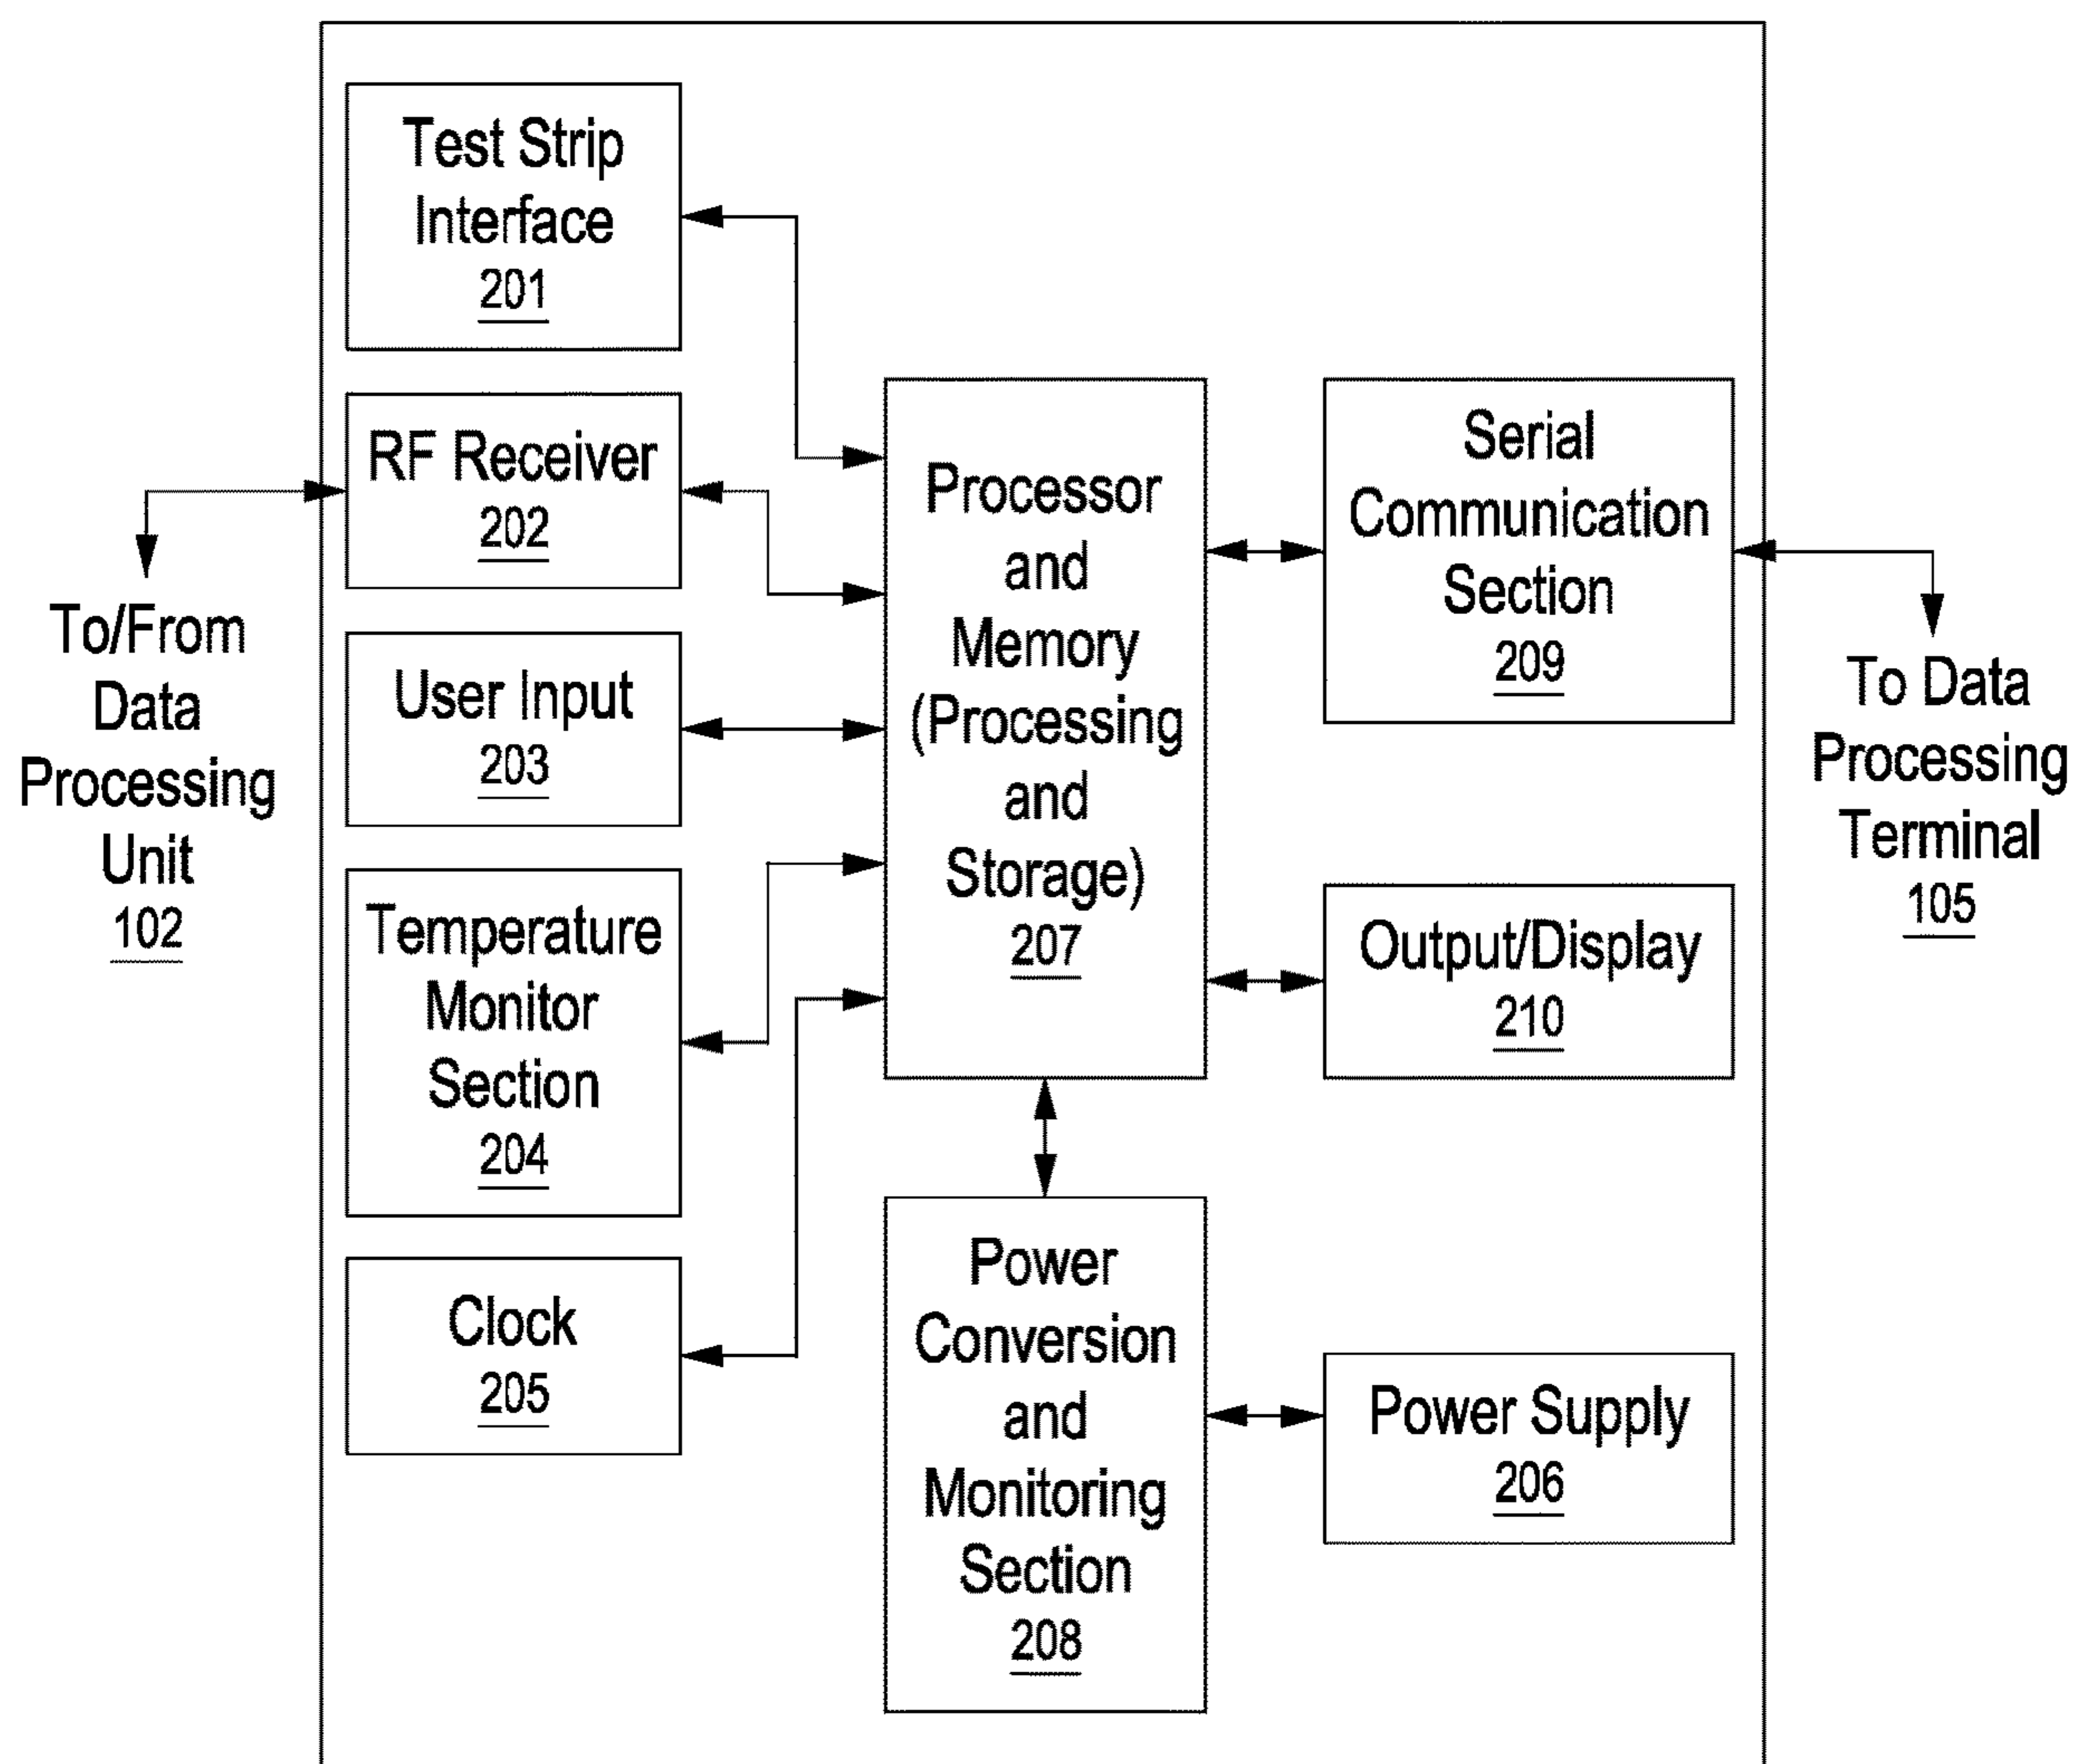 Test Strip
Interface
201
RF Receiver
202
User Input
203
Temperature
Monitor
Section
204
Clock
205
To/From
Data
Processing
Unit
102
Processor
and
Memory
(Processing
and
Storage)
207
Power
Conversion
and
Monitoring
Section
208
Serial
Communication
Section
209
Output/Display
210
Power Supply
206
To Data
Processing
Terminal
105